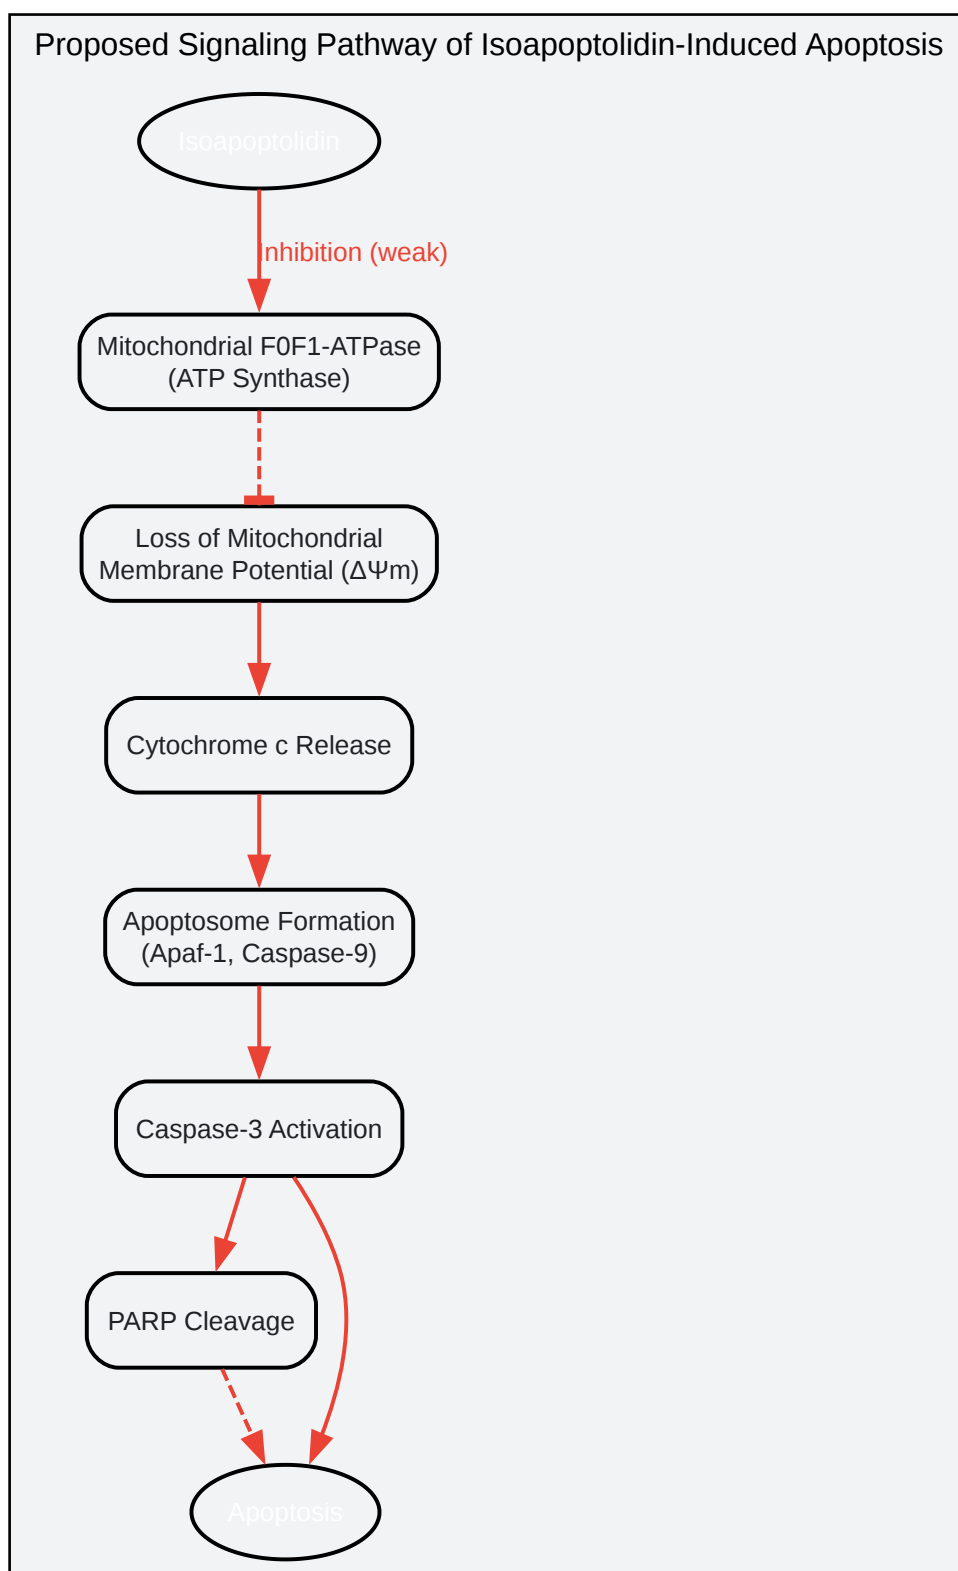 Proposed Signaling Pathway of Isoapoptolidin-Induced Apoptosis
Isoapoptolidin
Inhibition (weak)
Mitochondrial F0F1-ATPase
(ATP Synthase)
Loss of Mitochondrial
Membrane Potential (ΔΨm)
Cytochrome c Release
Apoptosome Formation
(Apaf-1, Caspase-9)
Caspase-3 Activation
PARP Cleavage
Apoptosis